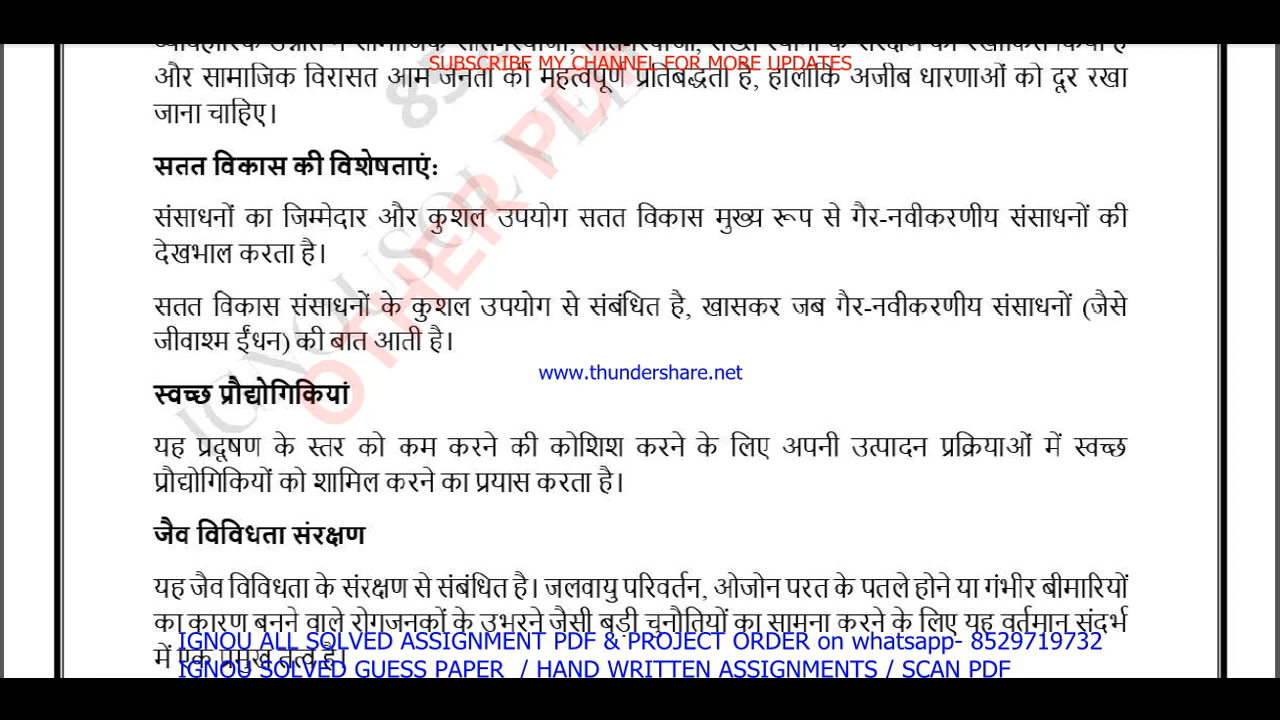 SUBSCRIBE MY CHANNEL FOR MORE UPDATES
और सामाजिक विरासत आम जनता की महत्वपूर्ण प्रतिबद्धता है, हालांकि अजीब धारणाओं को दूर रखा
जाना चाहिए।
सतत विकास की विशेषताएं:
संसाधनों का जिम्मेदार और कुशल उपयोग सतत विकास मुख्य रूप से गैर-नवीकरणीय संसाधनों की
देखभाल करता है।
सतत विकास संसाधनों के कुशल उपयोग से संबंधित है, खासकर जब गैर-नवीकरणीय संसाधनों (जैसे
जीवाश्म ईंधन) की बात आती है।
www.thundershare.net
स्वच्छ प्रौद्योगिकियां
यह प्रदूषण के स्तर को कम करने की कोशिश करने के लिए अपनी उत्पादन प्रक्रियाओं में स्वच्छ
प्रौद्योगिकियों को शामिल करने का प्रयास करता है।
जैव विविधता संरक्षण
यह जैव विविधता के संरक्षण से संबंधित है। जलवायु परिवर्तन, ओजोन परत के पतले होने या गंभीर बीमारियों
का कारण बनने वाले रोगजनकों के उभरने जैसी बड़ी चुनौतियों का सामना करने के लिए यह वर्तमान संदर्भ
में एक प्रमुख तत्व है।
IGNOU ALL SOLVED ASSIGNMENT PDF & PROJECT ORDER on whatsapp- 8529719732
IGNOU SOLVED GUESS PAPER / HAND WRITTEN ASSIGNMENTS / SCAN PDF
OTHER PDF